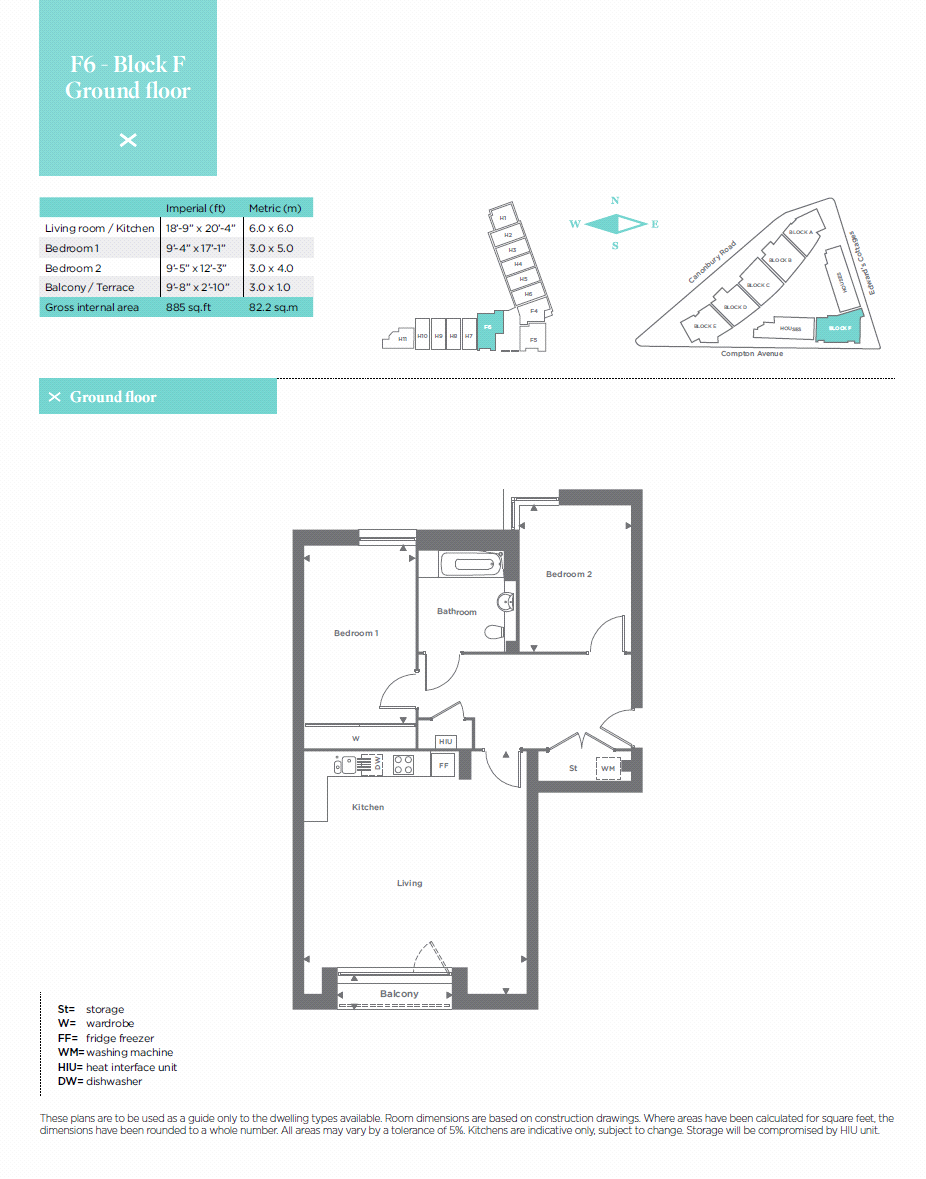 F6 - Block F
Ground floor
Imperial (ft) Metric (m)
Living room / Kitchen 18'-9" x 20'-4" 6.0 x 6.0
Bedroom 1 9'-4" x 17'-1" 3.0 x 5.0
Bedroom 2 9'-5" x 12'-3" 3.0 x 4.0
Balcony / Terrace 9'-8" x 2'-10" 3.0 x 1.0
Gross internal area 885 sq.ft 82.2 sq.m
H1
H2
H3
H4
H5
H6
F4
F5
F6
H7
H8
H9
H10
H11
N
W E
S
Canonbury Road
Edward's Cottages
BLOCK A
BLOCK B
BLOCK C
BLOCK D
BLOCK E
HOUSES
HOUSES
BLOCK F
Compton Avenue
Ground floor
Bedroom 2
Bathroom
Bedroom 1
W
HIU
DW
FF
St
WM
Kitchen
Living
Balcony
St= storage
W= wardrobe
FF= fridge freezer
WM= washing machine
HIU= heat interface unit
DW= dishwasher
These plans are to be used as a guide only to the dwelling types available. Room dimensions are based on construction drawings. Where areas have been calculated for square feet, the
dimensions have been rounded to a whole number. All areas may vary by a tolerance of 5%. Kitchens are indicative only, subject to change. Storage will be compromised by HIU unit.